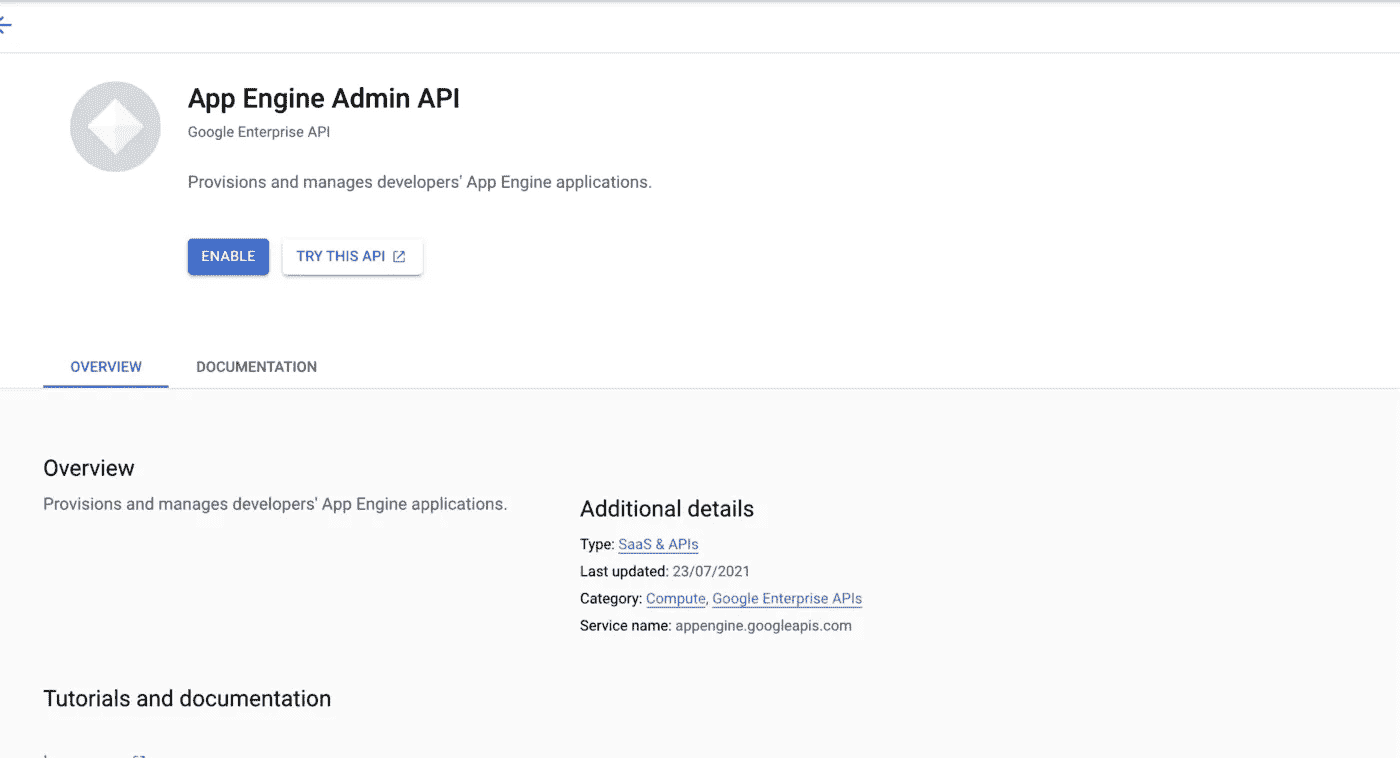 App Engine Admin API
Google Enterprise API
Provisions and manages developers' App Engine applications.
ENABLE
TRY THIS API
OVERVIEW
DOCUMENTATION
Overview
Provisions and manages developers' App Engine applications.
Additional details
Type: SaaS & APIs
Last updated: 23/07/2021
Category: Compute, Google Enterprise APIs
Service name: appengine.googleapis.com
Tutorials and documentation